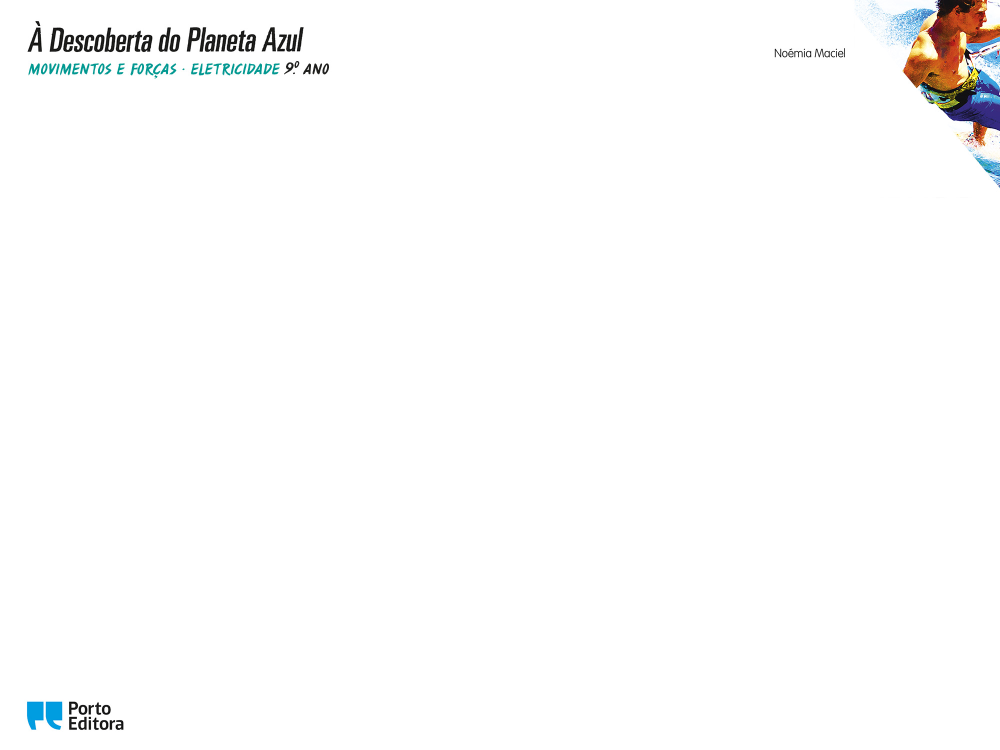 À Descoberta do Planeta Azul
MOVIMENTOS E FORÇAS · ELETRICIDADE 9.º ANO
Noémia Maciel
Porto
Editora